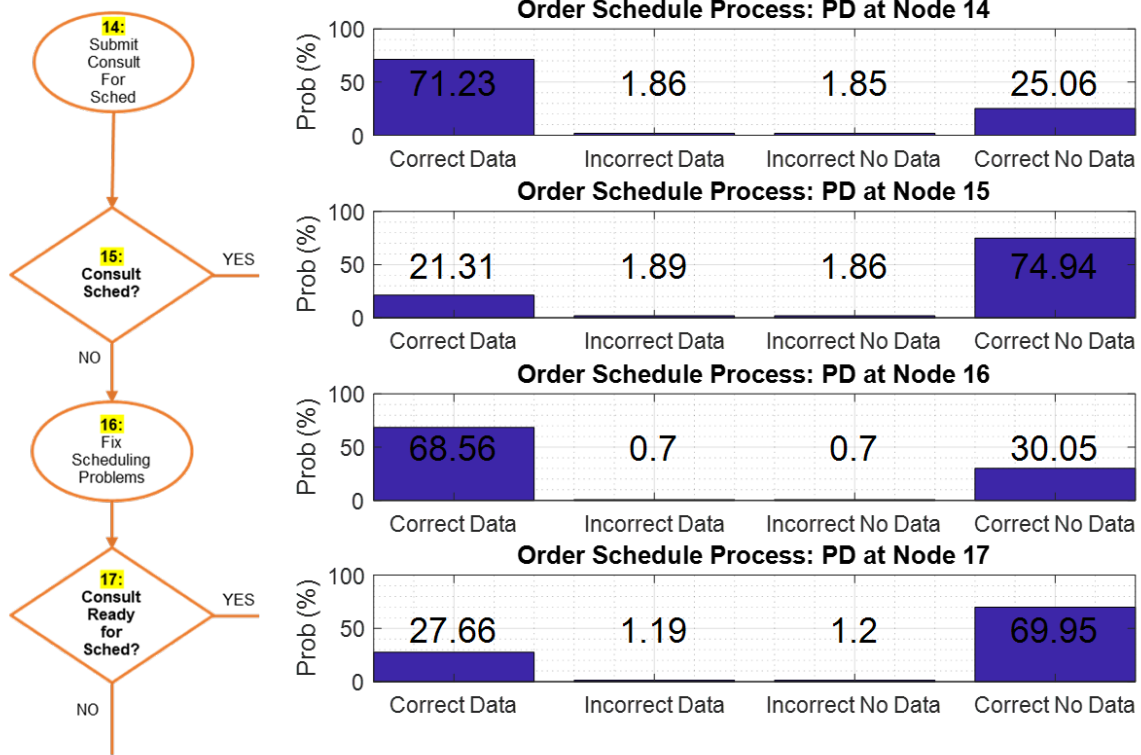 14:
Submit
Consult
For
Sched
15:
Consult
Sched?
YES
NO
16:
Fix
Scheduling
Problems
17:
Consult
Ready
for
Sched?
YES
NO
Order Schedule Process: PD at Node 14
Prob (%)
100
50
0
71.23 1.86 1.85 25.06
Correct Data Incorrect Data Incorrect No Data Correct No Data
Order Schedule Process: PD at Node 15
Prob (%)
100
50
0
21.31 1.89 1.86 74.94
Correct Data Incorrect Data Incorrect No Data Correct No Data
Order Schedule Process: PD at Node 16
Prob (%)
100
50
0
68.56 0.7 0.7 30.05
Correct Data Incorrect Data Incorrect No Data Correct No Data
Order Schedule Process: PD at Node 17
Prob (%)
100
50
0
27.66 1.19 1.2 69.95
Correct Data Incorrect Data Incorrect No Data Correct No Data